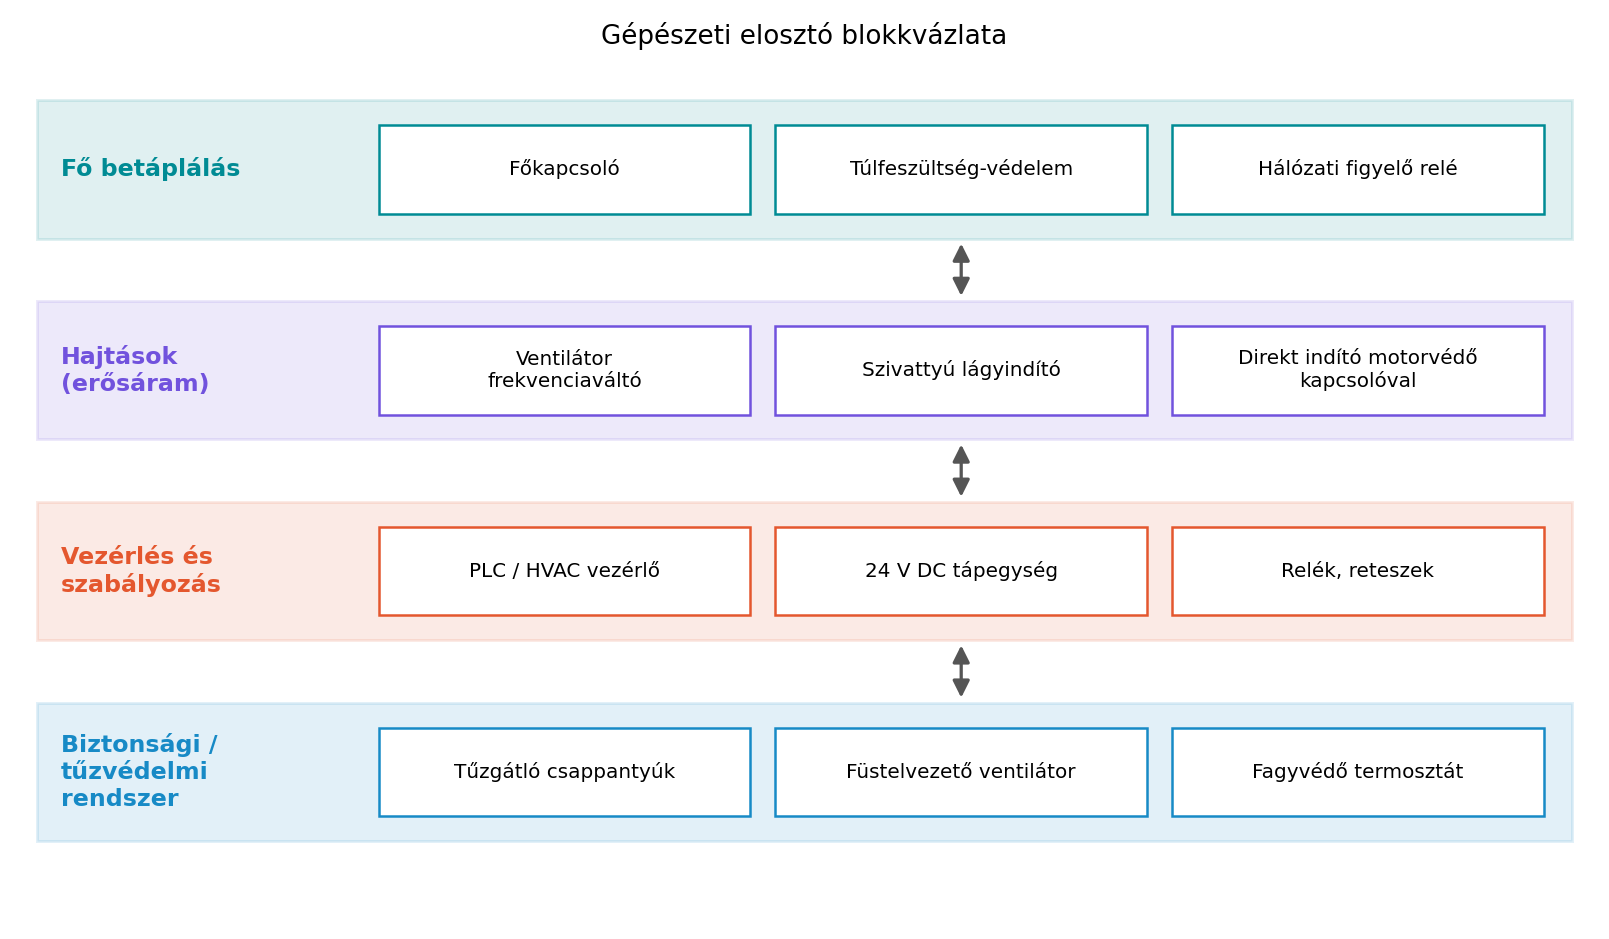 Gépészeti elosztó blokkvázlata
Fő betáplálás
Főkapcsoló
Túlfeszültség-védelem
Hálózati figyelő relé
Hajtások
(erősáram)
Ventilátor
frekvenciaváltó
Szivattyú lágyindító
Direkt indító motorvédő
kapcsolóval
Vezérlés és
szabályozás
PLC / HVAC vezérlő
24 V DC tápegység
Relék, reteszek
Biztonsági /
tűzvédelmi
rendszer
Tűzgátló csappantyúk
Füstelvezető ventilátor
Fagyvédő termosztát